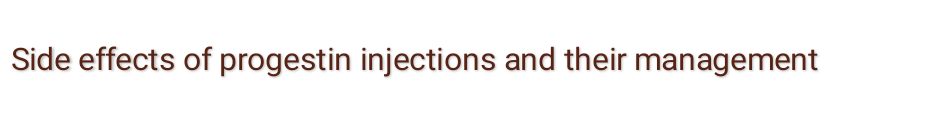 Side effects of progestin injections and their management